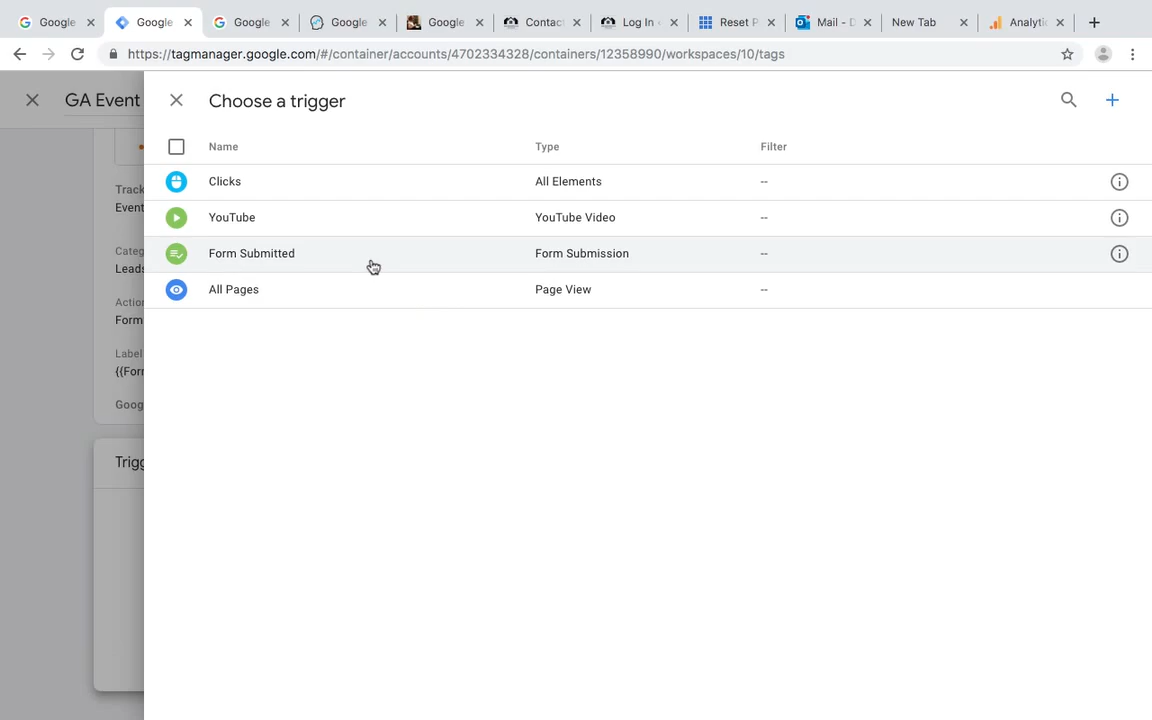 Google
Google
Google
Google
Google
Contac
Log In
Reset P
Mail - D
New Tab
Analytic
https://tagmanager.google.com/#/container/accounts/4702334328/containers/12358990/workspaces/10/tags
GA Event
Choose a trigger
Name Type Filter
Clicks All Elements --
YouTube YouTube Video --
Form Submitted Form Submission --
All Pages Page View --
Track
Event
Categ
Leads
Action
Form
Label
{{For
Goog
Trigg